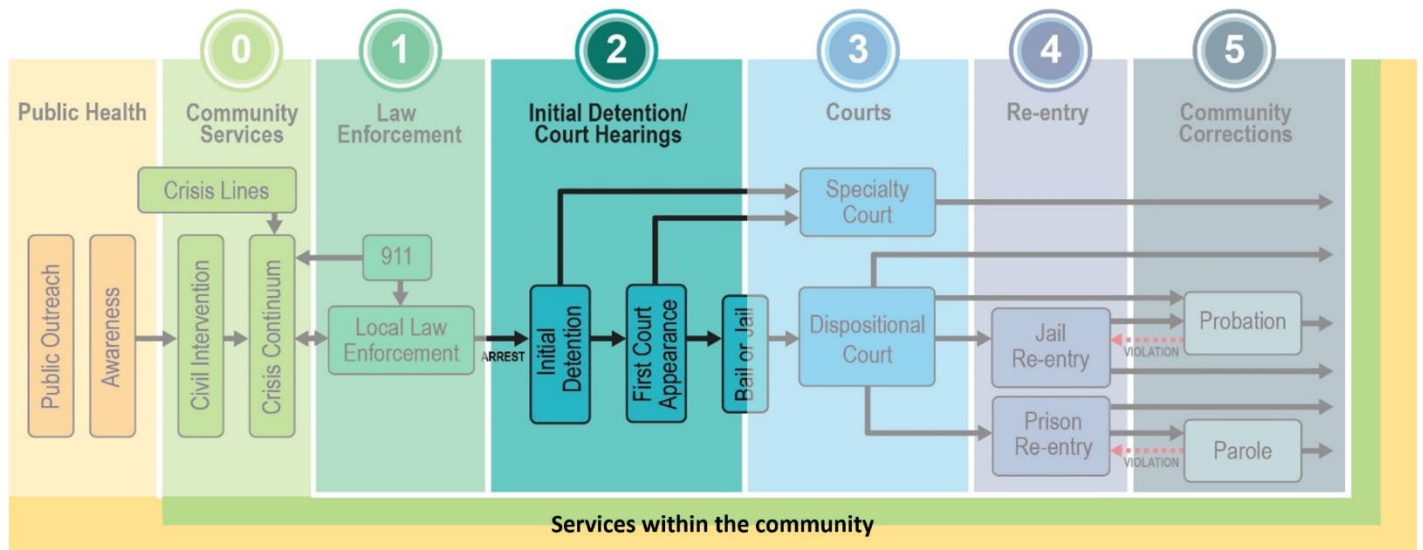 0
1
2
3
4
5
Public Health
Community
Services
Law
Enforcement
Initial Detention/
Court Hearings
Courts
Re-entry
Community
Corrections
Crisis Lines
Public Outreach
Awareness
Civil Intervention
Crisis Continuum
911
Local Law
Enforcement
ARREST
Initial
Detention
First Court
Appearance
Bail or Jail
Specialty
Court
Dispositional
Court
Jail
Re-entry
Prison
Re-entry
VIOLATION
Probation
VIOLATION
Parole
Services within the community